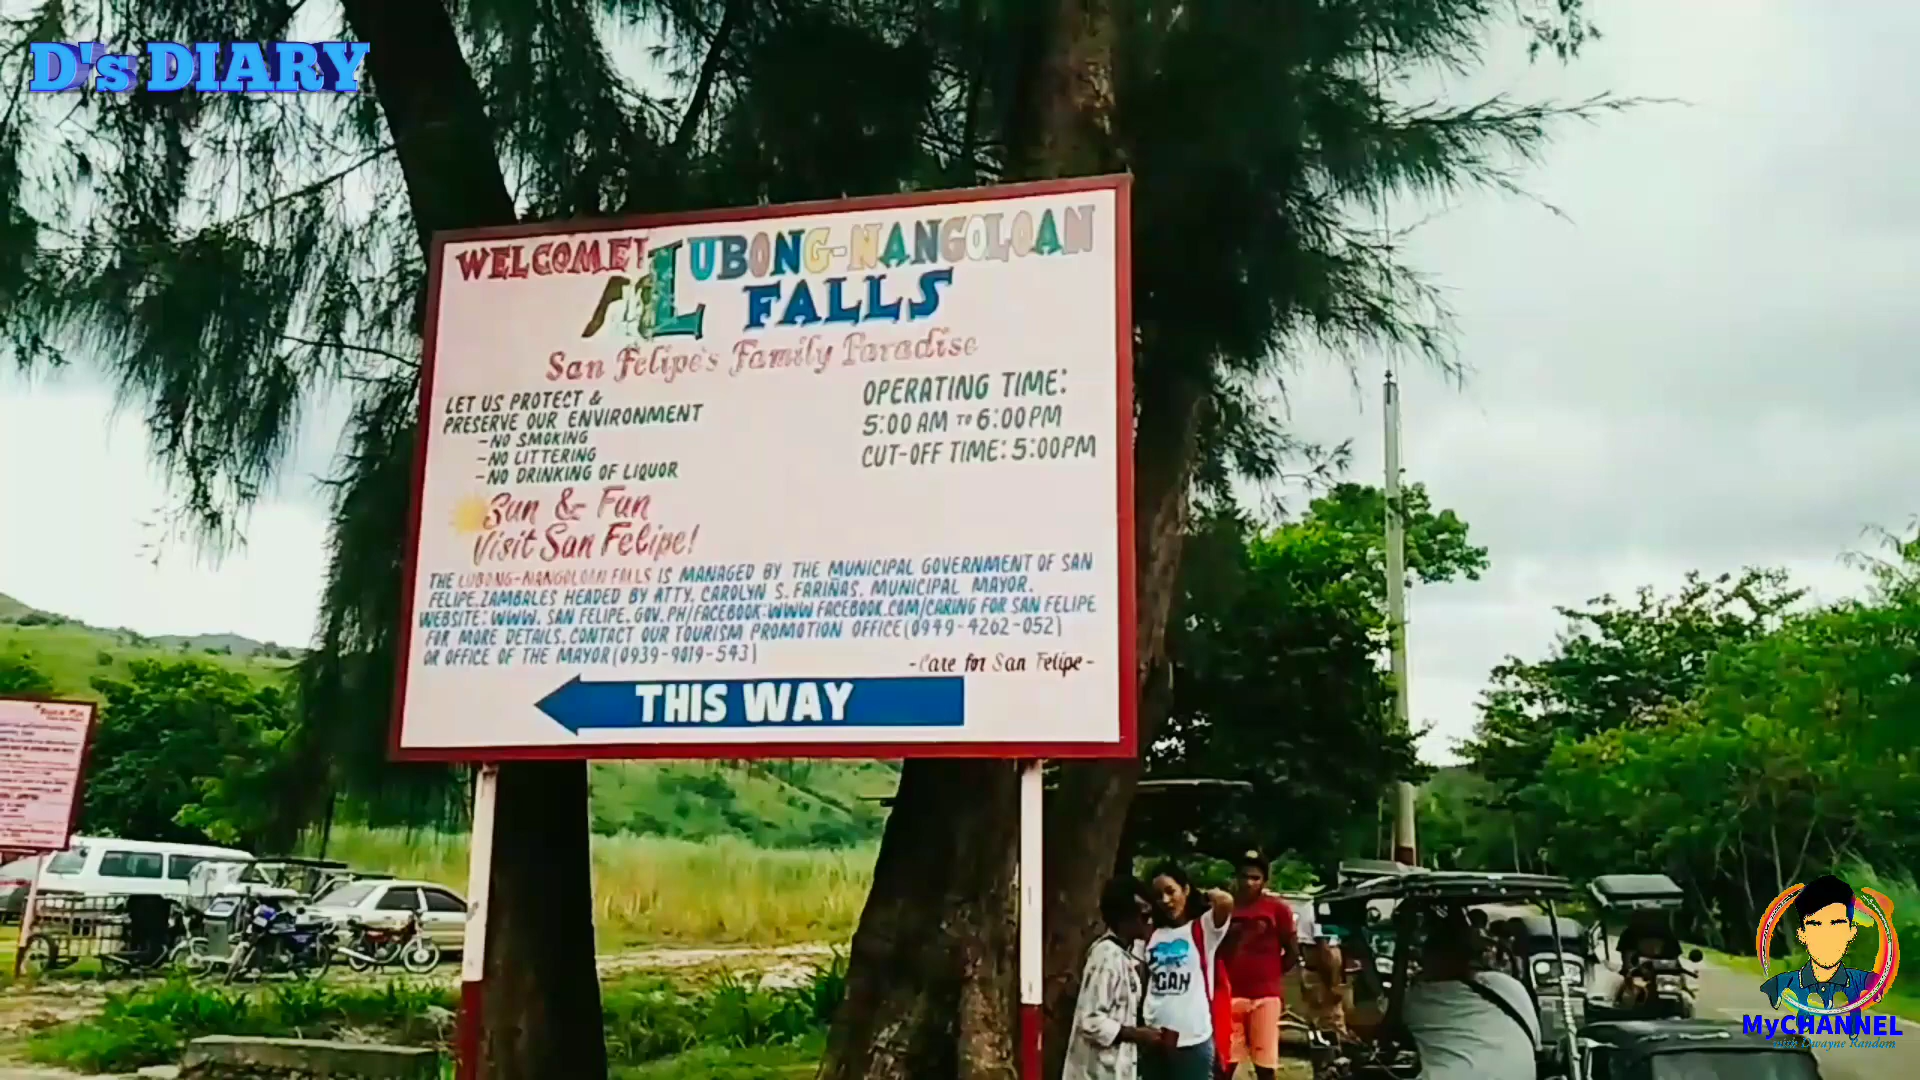 D's DIARY
WELCOME! LUBONG-NANGOLOAN
FALLS
San Felipe's Family Paradise
LET US PROTECT &
PRESERVE OUR ENVIRONMENT
-NO SMOKING
-NO LITTERING
-NO DRINKING OF LIQUOR
OPERATING TIME:
5:00 AM TO 6:00PM
CUT-OFF TIME: 5:00PM
Sun & Fun
Visit San Felipe!
THE LUBONG-NANGOLOAN FALLS IS MANAGED BY THE MUNICIPAL GOVERNMENT OF SAN
FELIPE, ZAMBALES HEADED BY ATTY. CAROLYN S. FARIÑAS, MUNICIPAL MAYOR.
WEBSITE: WWW. SAN FELIPE. GOV. PH/FACEBOOK: WWW FACEBOOK.COM/CARING FOR SAN FELIPE
FOR MORE DETAILS, CONTACT OUR TOURISM PROMOTION OFFICE (0949-4262-052)
OR OFFICE OF THE MAYOR (0939-9019-543)
-Care for San Felipe-
THIS WAY
MyCHANNEL
Dwayne Random